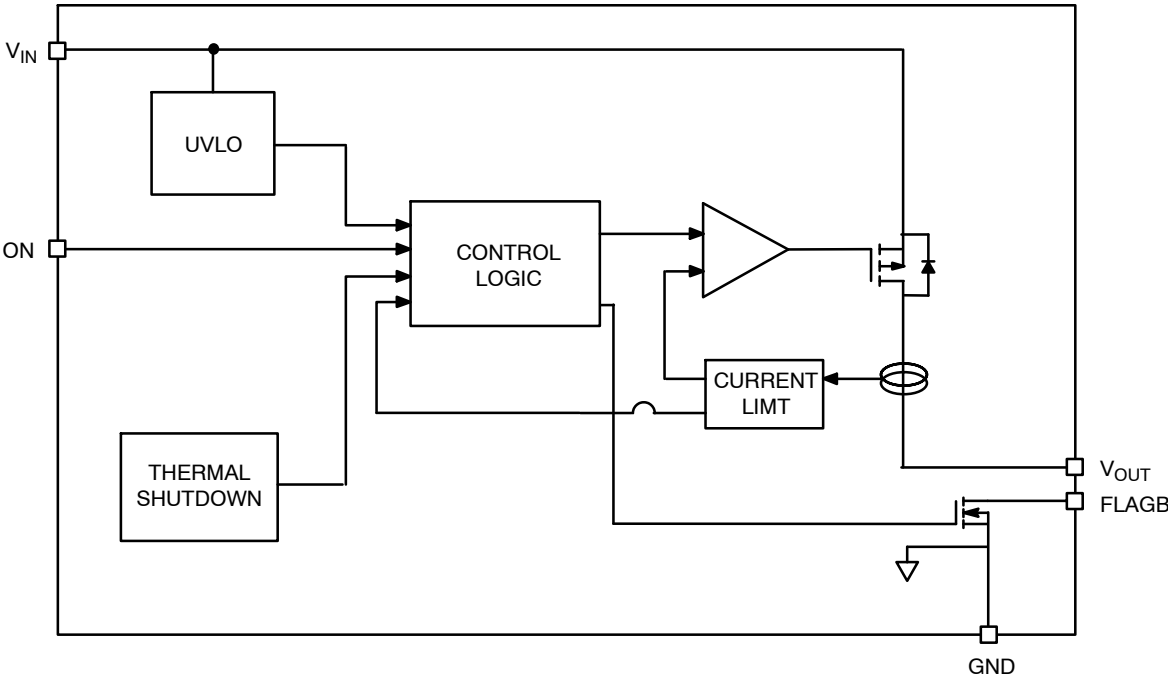 VIN
UVLO
ON
CONTROL
LOGIC
CURRENT
LIMT
THERMAL
SHUTDOWN
VOUT
FLAGB
GND